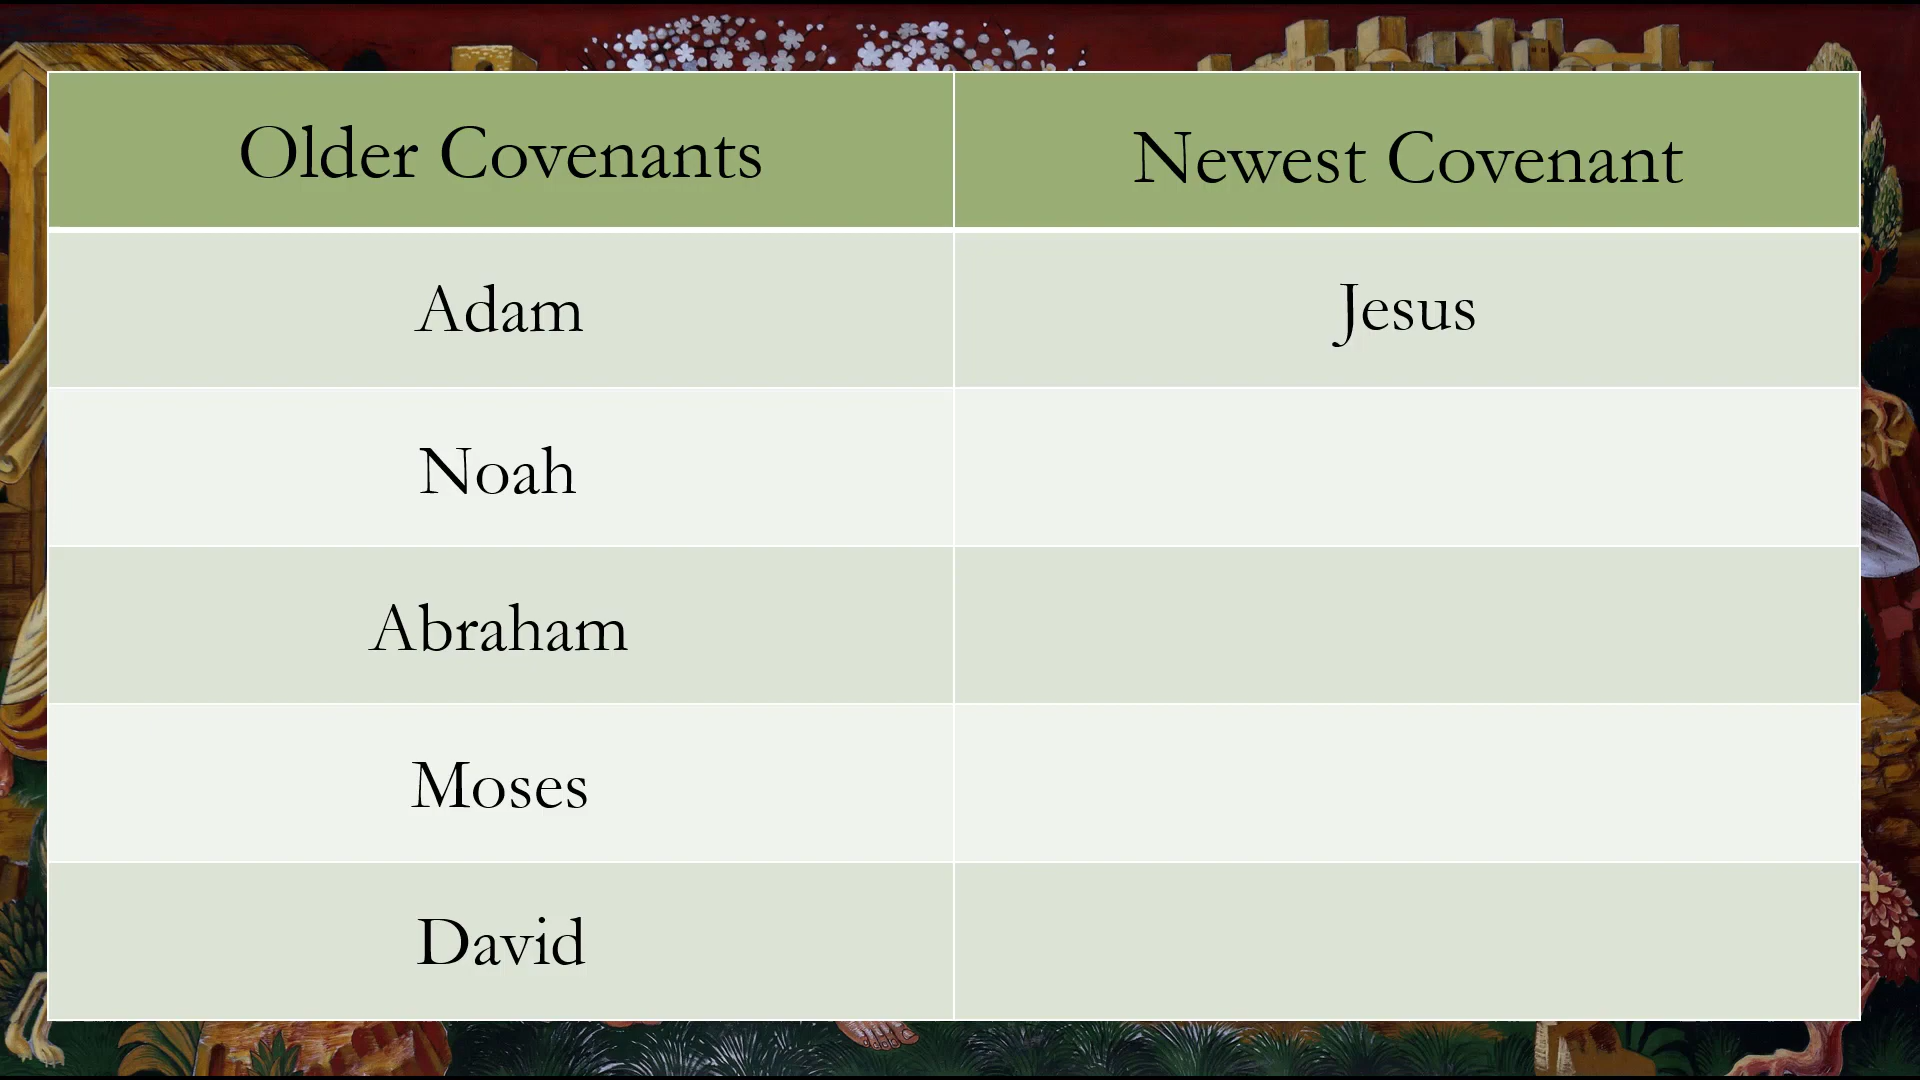 Older Covenants
Newest Covenant
Adam
Jesus
Noah
Abraham
Moses
David